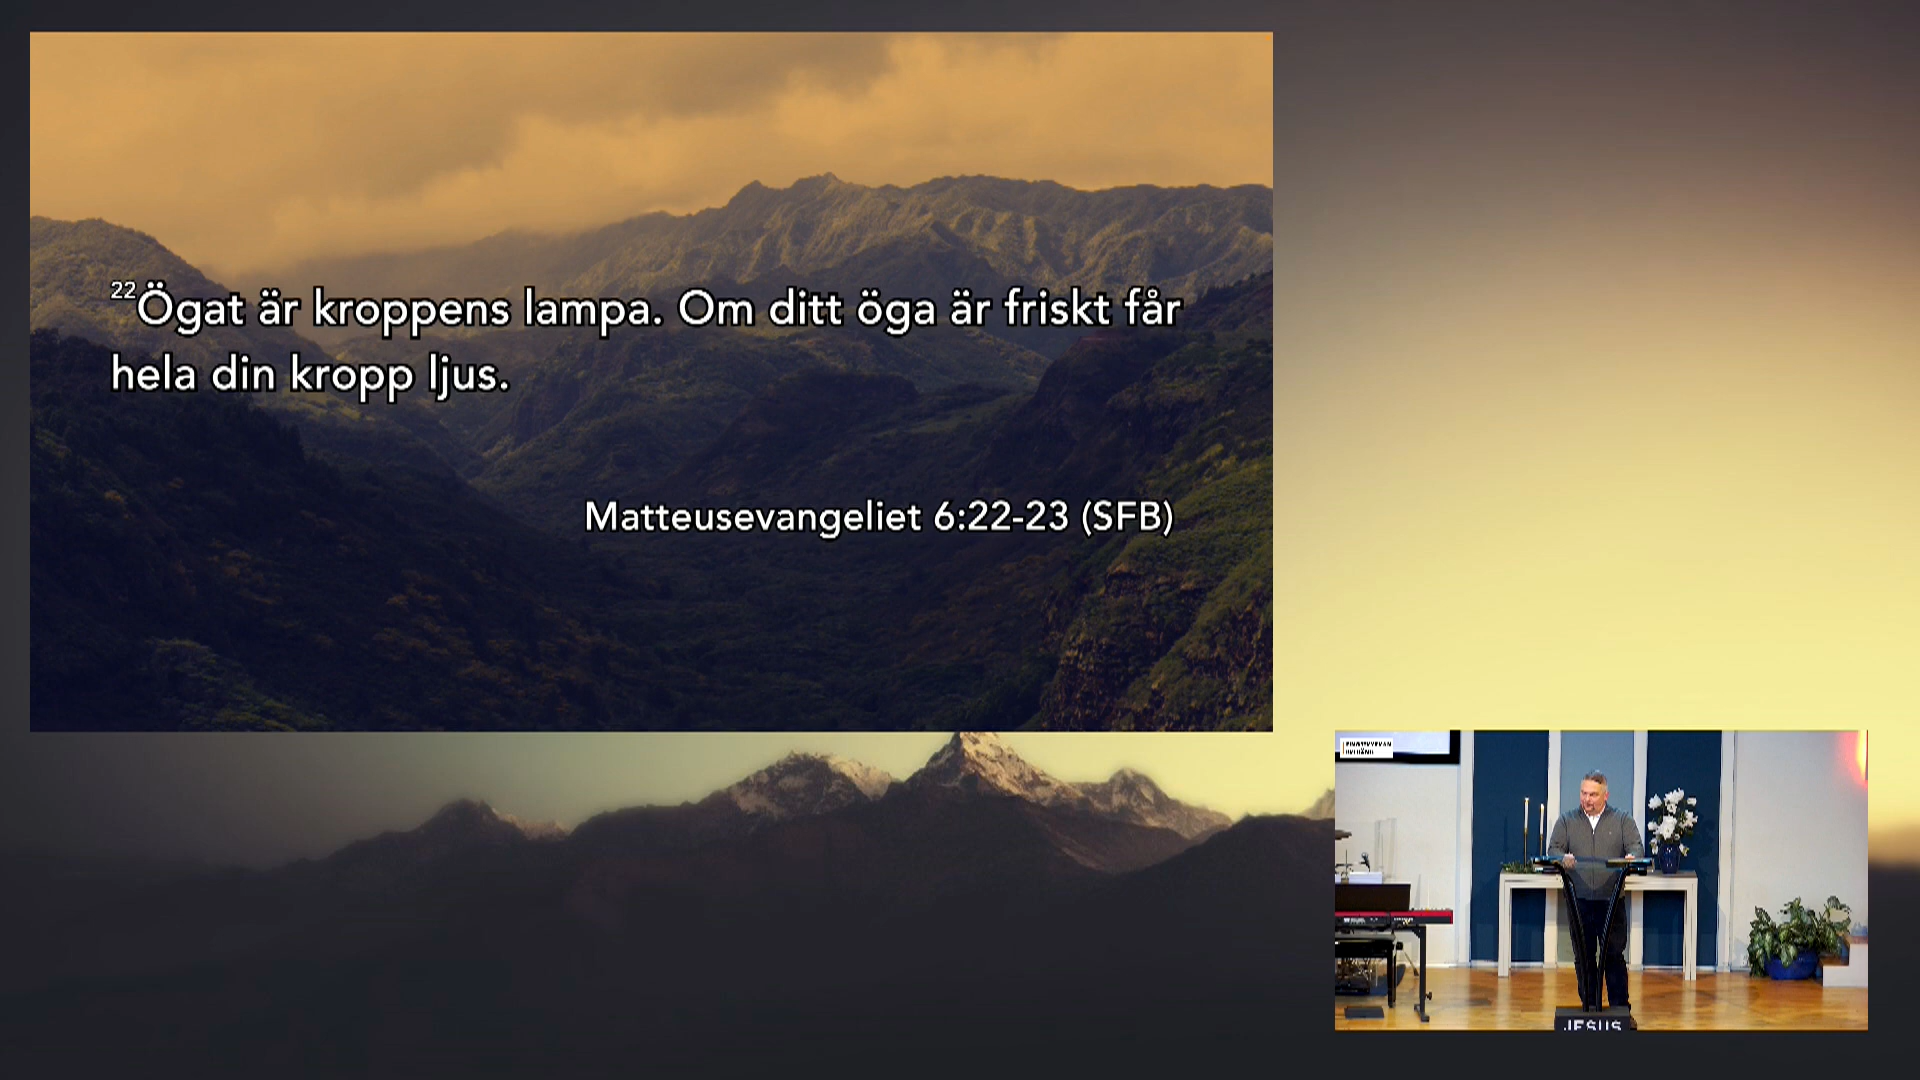 ²²Ögat är kroppens lampa. Om ditt öga är friskt får
hela din kropp ljus.
Matteusevangeliet 6:22-23 (SFB)
JESUS